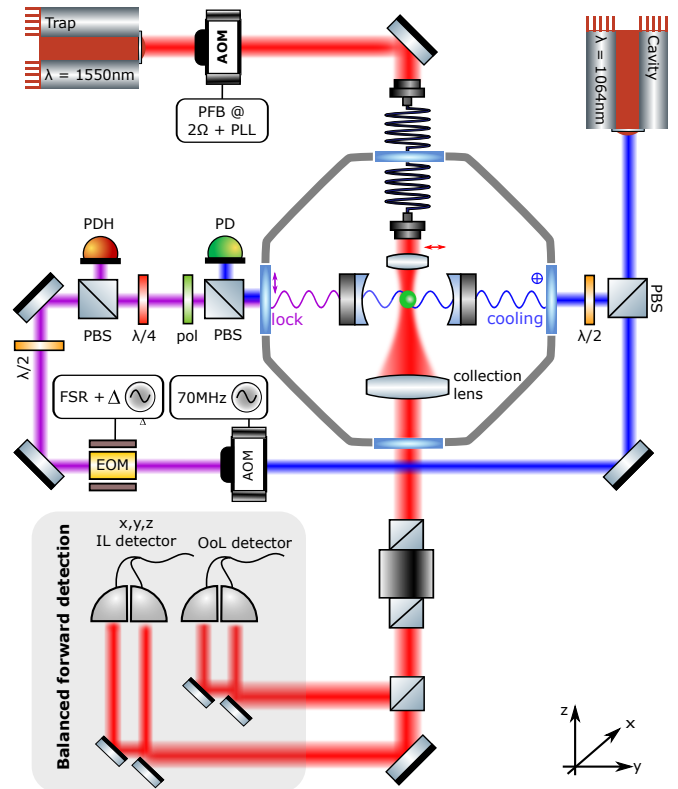 Trap
λ = 1550nm
AOM
PFB @
2Ω + PLL
Cavity
λ = 1064nm
PDH
PD
PBS
λ/4
pol
PBS
lock
cooling
⊕
λ/2
PBS
λ/2
collection
lens
FSR + Δ
Δ
70MHz
EOM
AOM
Balanced forward detection
x,y,z
IL detector
OoL detector
z
x
y